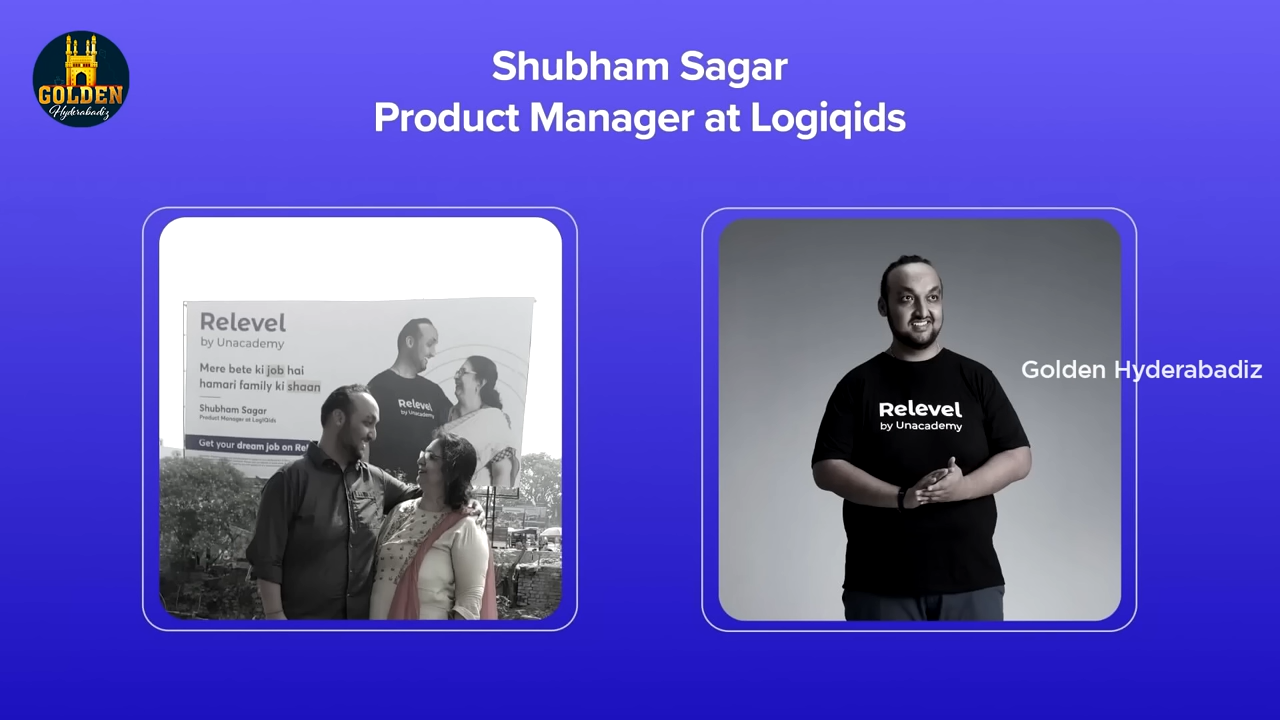 GOLDEN
Hyderabadiz
Shubham Sagar
Product Manager at Logiqids
Relevel
by Unacademy
Mere bete ki job hai
hamari family ki shaan
Shubham Sagar
Product Manager at LogiQids
Get your dream job on Rel
Relevel
by Unacademy
Relevel
by Unacademy
Golden Hyderabadiz